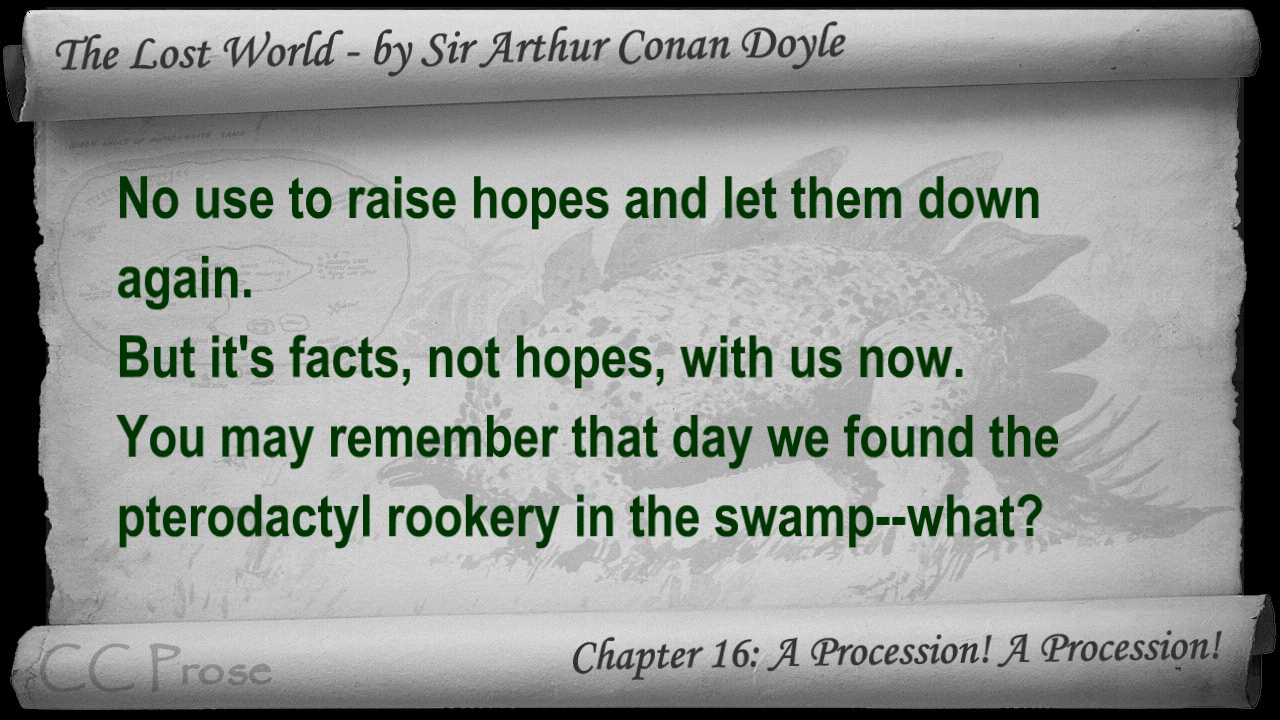 The Lost World - by Sir Arthur Conan Doyle
No use to raise hopes and let them down
again.
But it's facts, not hopes, with us now.
You may remember that day we found the
pterodactyl rookery in the swamp--what?
CC Prose
Chapter 16: A Procession! A Procession!